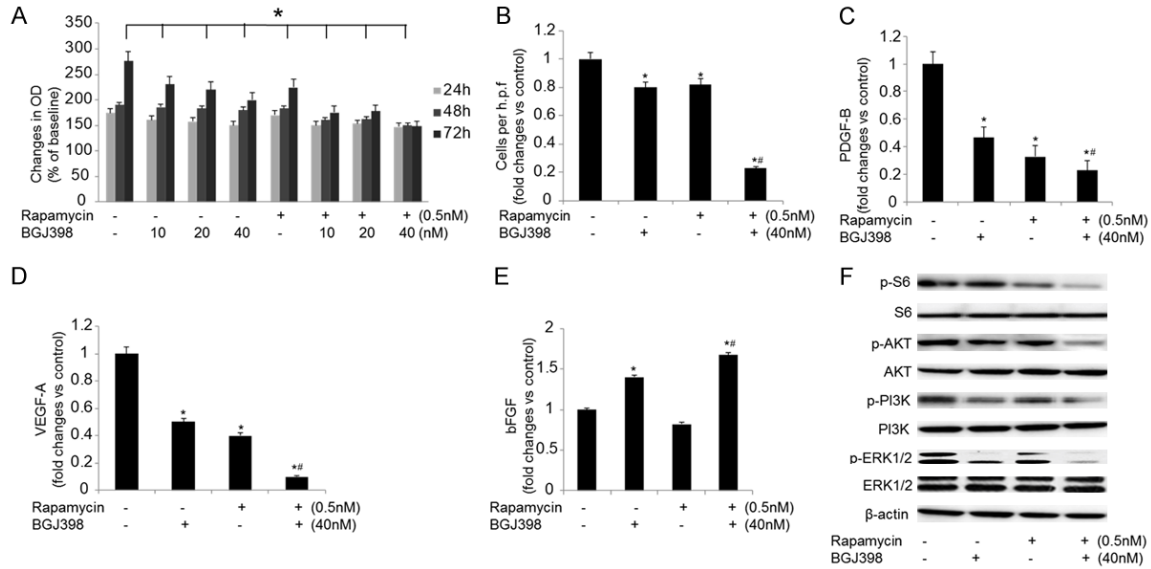 A
*
Changes in OD
(% of baseline)
350
300
250
200
150
100
50
0
24h
48h
72h
Rapamycin - - - - + + + + (0.5nM)
BGJ398 - 10 20 40 - 10 20 40 (nM)
B
Cells per h.p.f
(fold changes vs control)
1.2
1
0.8
0.6
0.4
0.2
0
* * *#
Rapamycin - - + + (0.5nM)
BGJ398 - + - + (40nM)
C
PDGF-B
(fold changes vs control)
1.2
1
0.8
0.6
0.4
0.2
0
* * *#
Rapamycin - - + + (0.5nM)
BGJ398 - + - + (40nM)
D
VEGF-A
(fold changes vs control)
1.2
1
0.8
0.6
0.4
0.2
0
* * *#
Rapamycin - - + + (0.5nM)
BGJ398 - + - + (40nM)
E
bFGF
(fold changes vs control)
2
1.5
1
0.5
0
* *#
Rapamycin - - + + (0.5nM)
BGJ398 - + - + (40nM)
F
p-S6
S6
p-AKT
AKT
p-PI3K
PI3K
p-ERK1/2
ERK1/2
β-actin
Rapamycin - - + + (0.5nM)
BGJ398 - + - + (40nM)